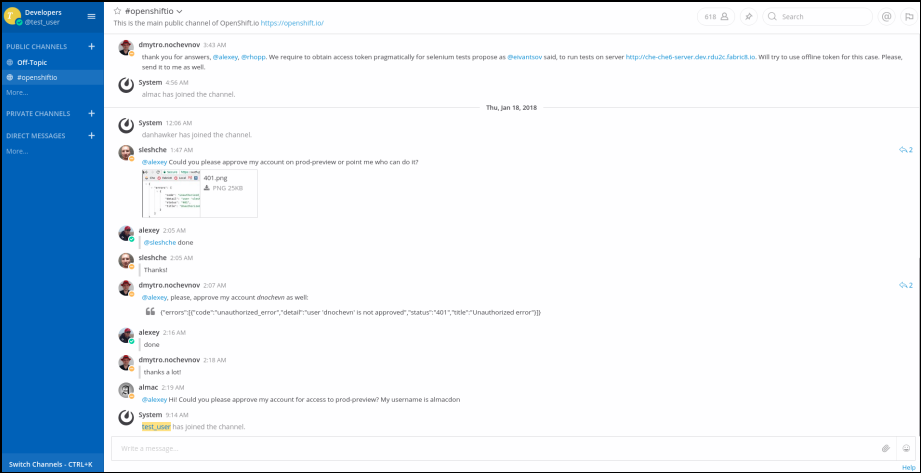 Developers
@test_user
PUBLIC CHANNELS +
Off-Topic
#openshiftio
More...
PRIVATE CHANNELS +
DIRECT MESSAGES +
More...
Switch Channels - CTRL+K
#openshiftio
This is the main public channel of OpenShift.io https://openshift.io/
618
Search
@
dmytro.nochevnov 3:43 AM
thank you for answers, @alexey, @rhopp. We require to obtain access token pragmatically for selenium tests propose as @eivantsov said, to run tests on server http://che-che6-server.dev.rdu2c.fabric8.io. Will try to use offline token for this case. Please,
send it to me as well.
System 4:56 AM
almac has joined the channel.
Thu, Jan 18, 2018
System 12:06 AM
danhawker has joined the channel.
sleshche 1:47 AM
2
@alexey Could you please approve my account on prod-preview or point me who can do it?
401.png
PNG 25KB
alexey 2:05 AM
@sleshche done
sleshche 2:05 AM
Thanks!
dmytro.nochevnov 2:07 AM
2
@alexey, please, approve my account dnochevn as well:
{"errors":[{"code":"unauthorized_error","detail":"user 'dnochevn' is not approved","status":"401","title":"Unauthorized error"}]}
alexey 2:16 AM
done
dmytro.nochevnov 2:18 AM
thanks a lot!
almac 2:19 AM
@alexey Hi! Could you please approve my account for access to prod-preview? My username is almacdon
System 9:14 AM
test_user has joined the channel.
Write a message...
Help